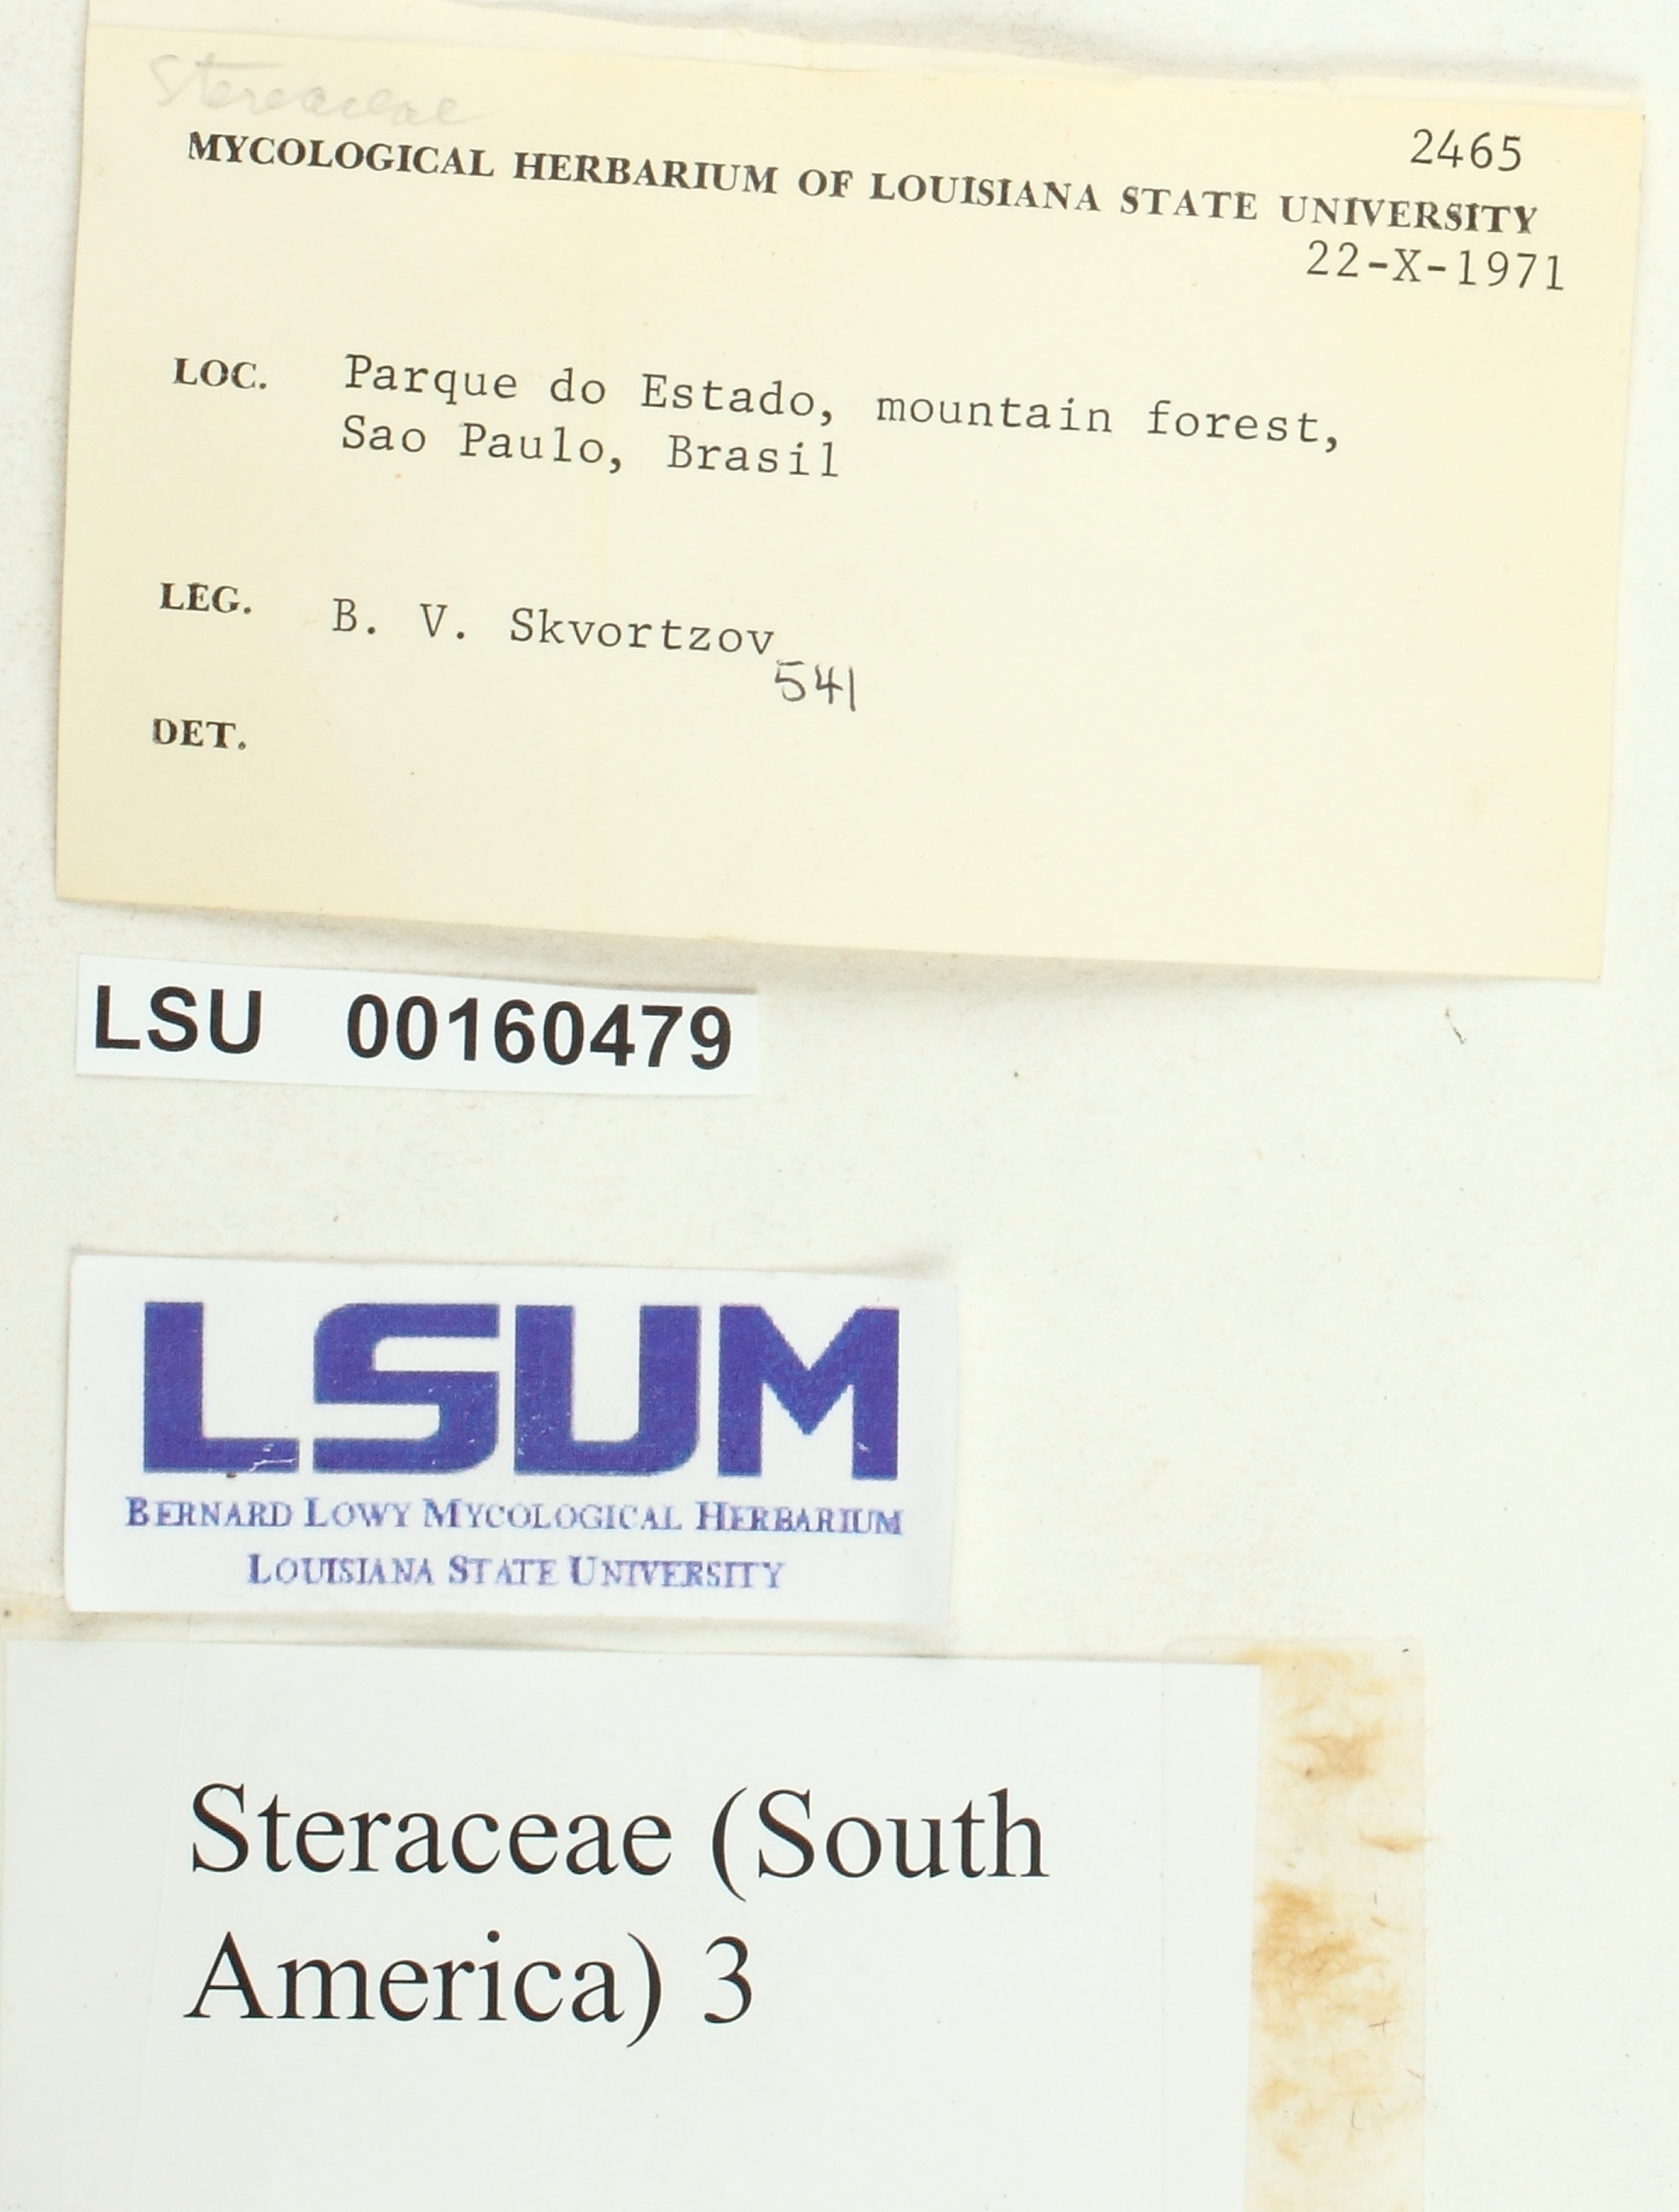 Stereaceae
2465
MYCOLOGICAL HERBARIUM OF LOUISIANA STATE UNIVERSITY
22-X-1971
LOC. Parque do Estado, mountain forest,
Sao Paulo, Brasil
LEG. B. V. Skvortzov
541
DET.
LSU 00160479
LSUM
BERNARD LOWY MYCOLOGICAL HERBARIUM
LOUISIANA STATE UNIVERSITY
Steraceae (South
America) 3